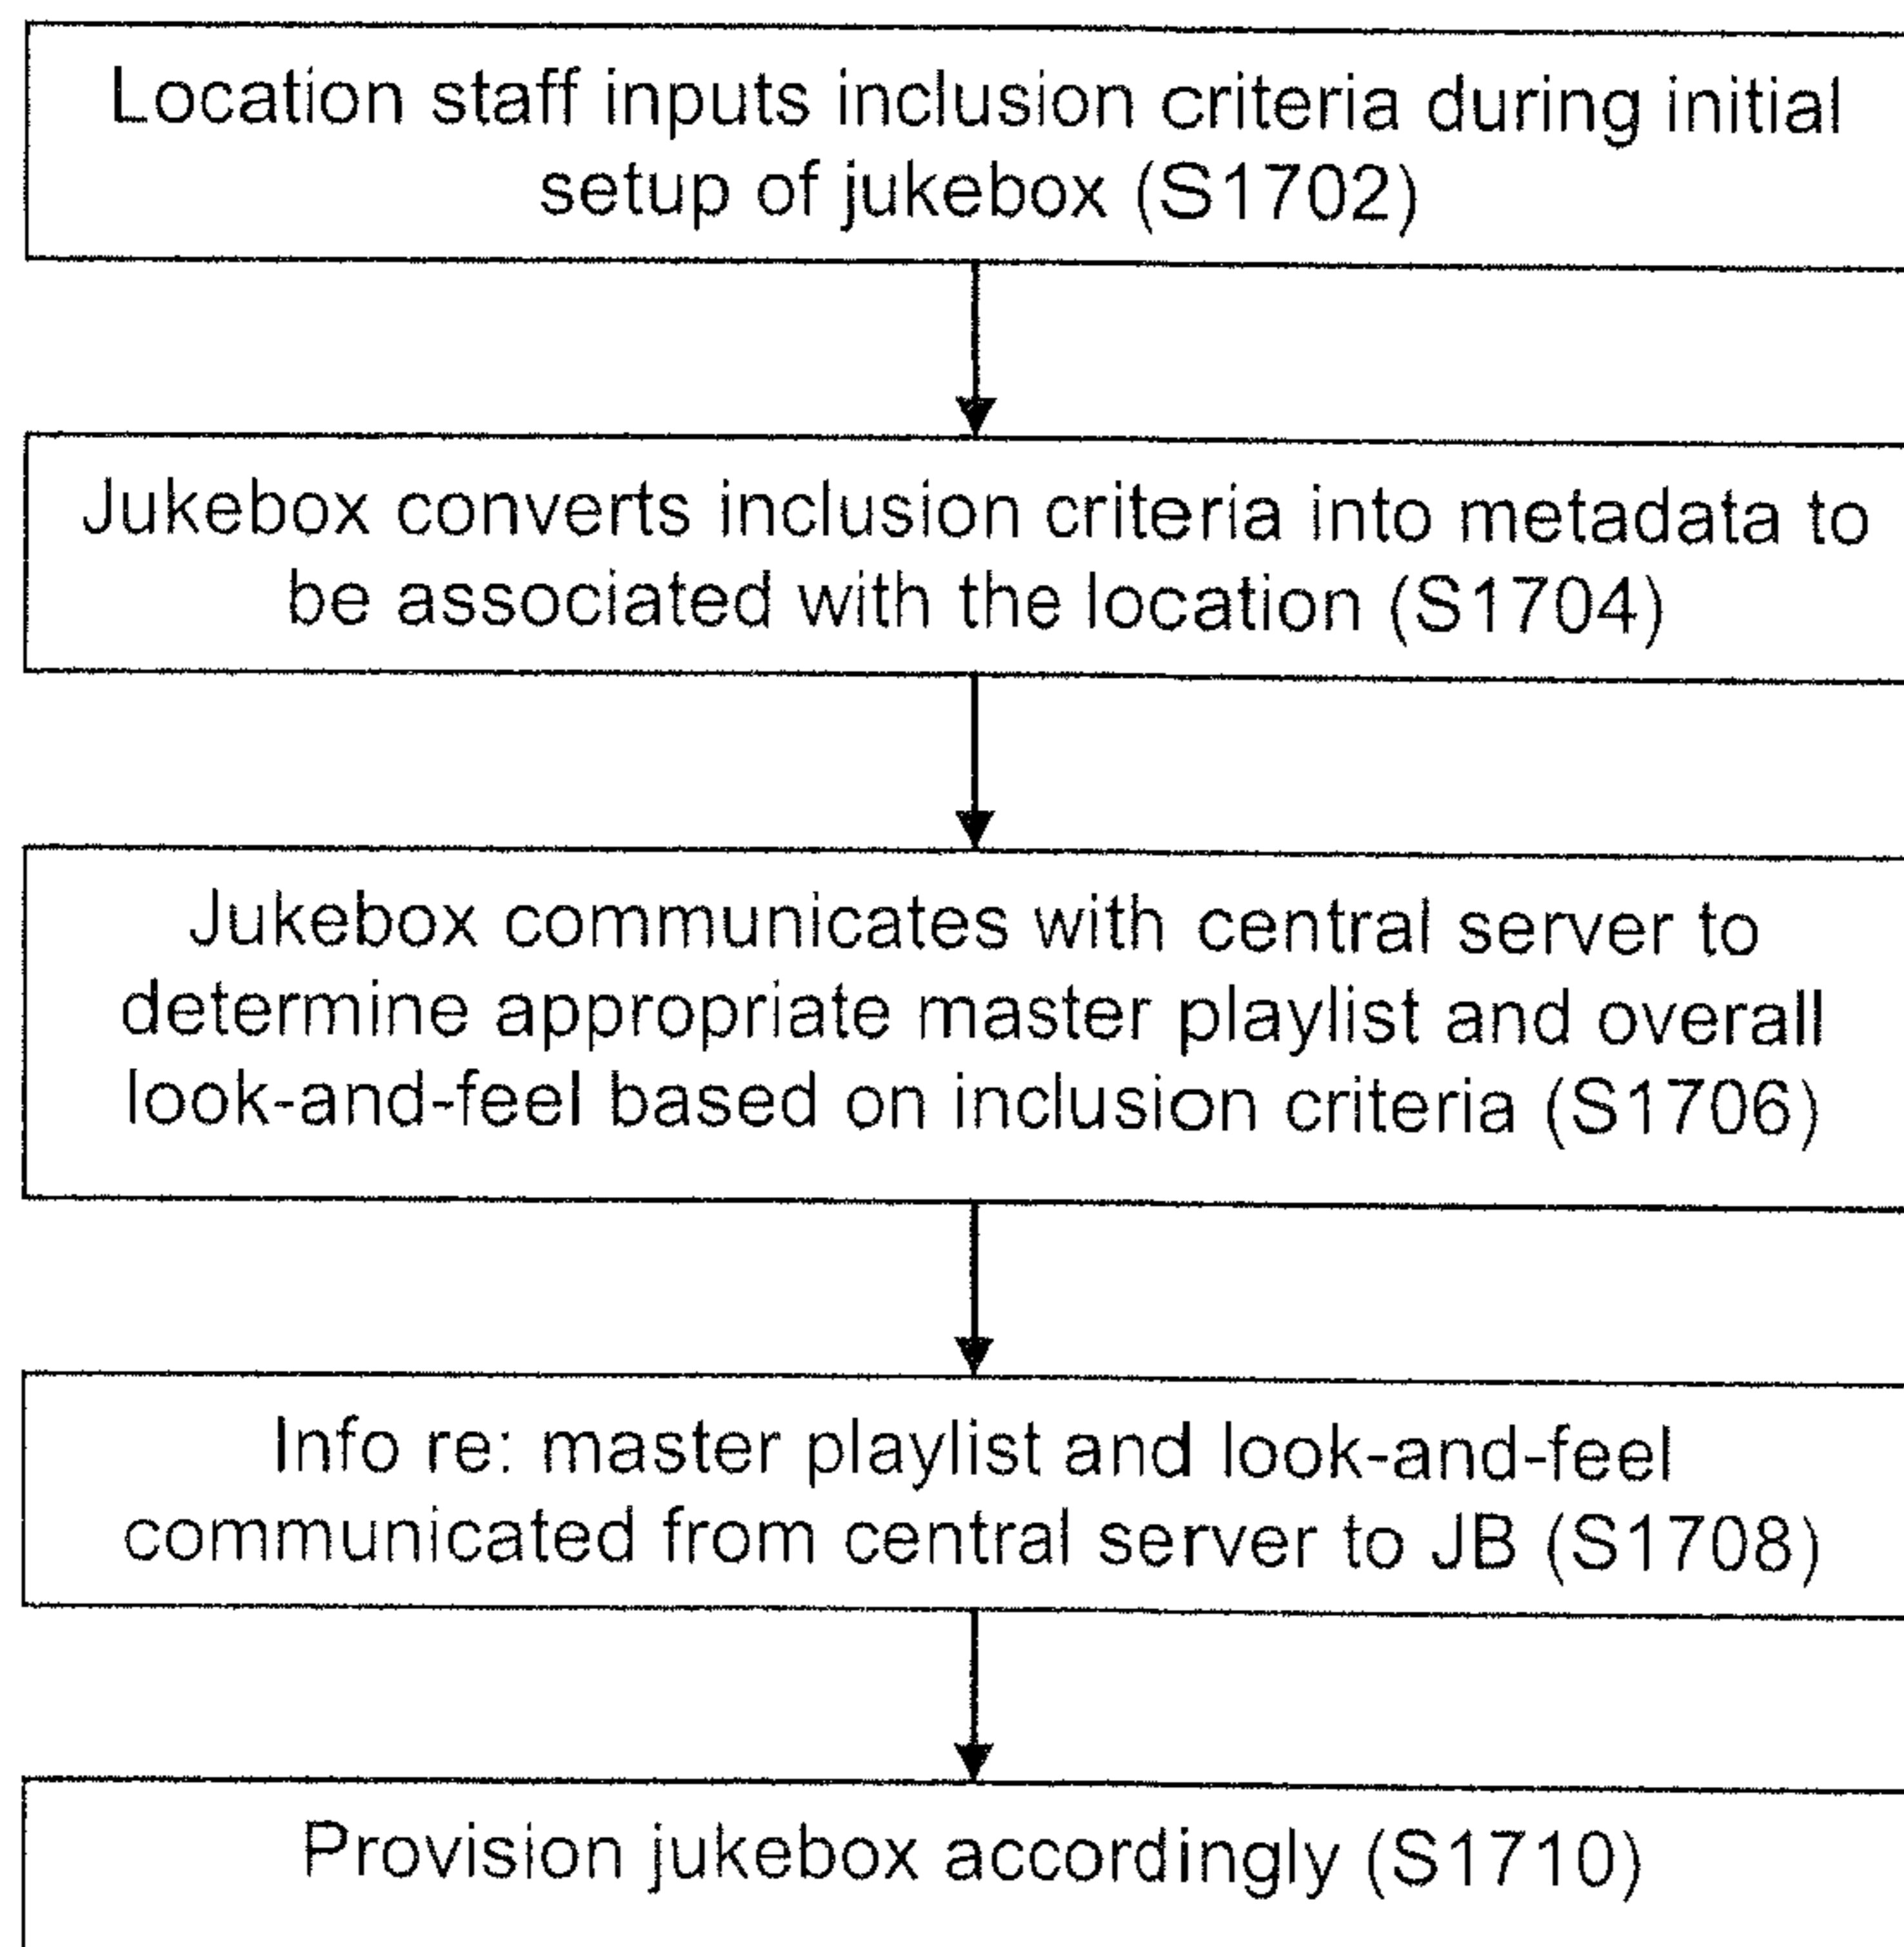 Location staff inputs inclusion criteria during initial
setup of jukebox (S1702)
Jukebox converts inclusion criteria into metadata to
be associated with the location (S1704)
Jukebox communicates with central server to
determine appropriate master playlist and overall
look-and-feel based on inclusion criteria (S1706)
Info re: master playlist and look-and-feel
communicated from central server to JB (S1708)
Provision jukebox accordingly (S1710)